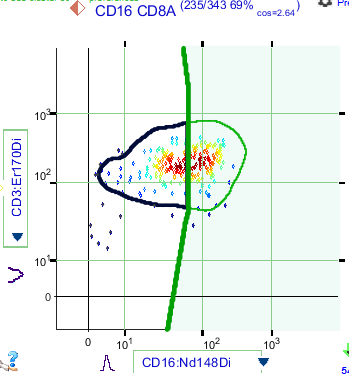 CD16 CD8A (235/343 69%
cos=2.64)
Pr
10³
10²
10¹
0
CD3:Er170Di
0 10¹ 10² 10³
CD16:Nd148Di